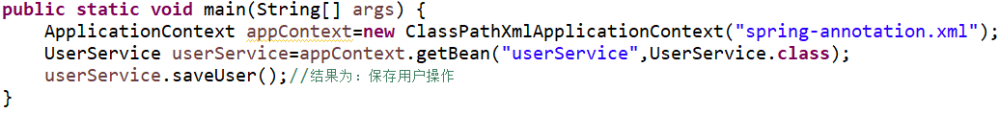 public static void main(String[] args) {
    ApplicationContext appContext=new ClassPathXmlApplicationContext("spring-annotation.xml");
    UserService userService=appContext.getBean("userService",UserService.class);
    userService.saveUser();//结果为：保存用户操作
}